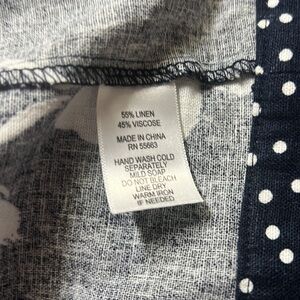 55% LINEN
45% VISCOSE
MADE IN CHINA
RN 55663
HAND WASH COLD
SEPARATELY
MILD SOAP
DO NOT BLEACH
LINE DRY
WARM IRON
IF NEEDED